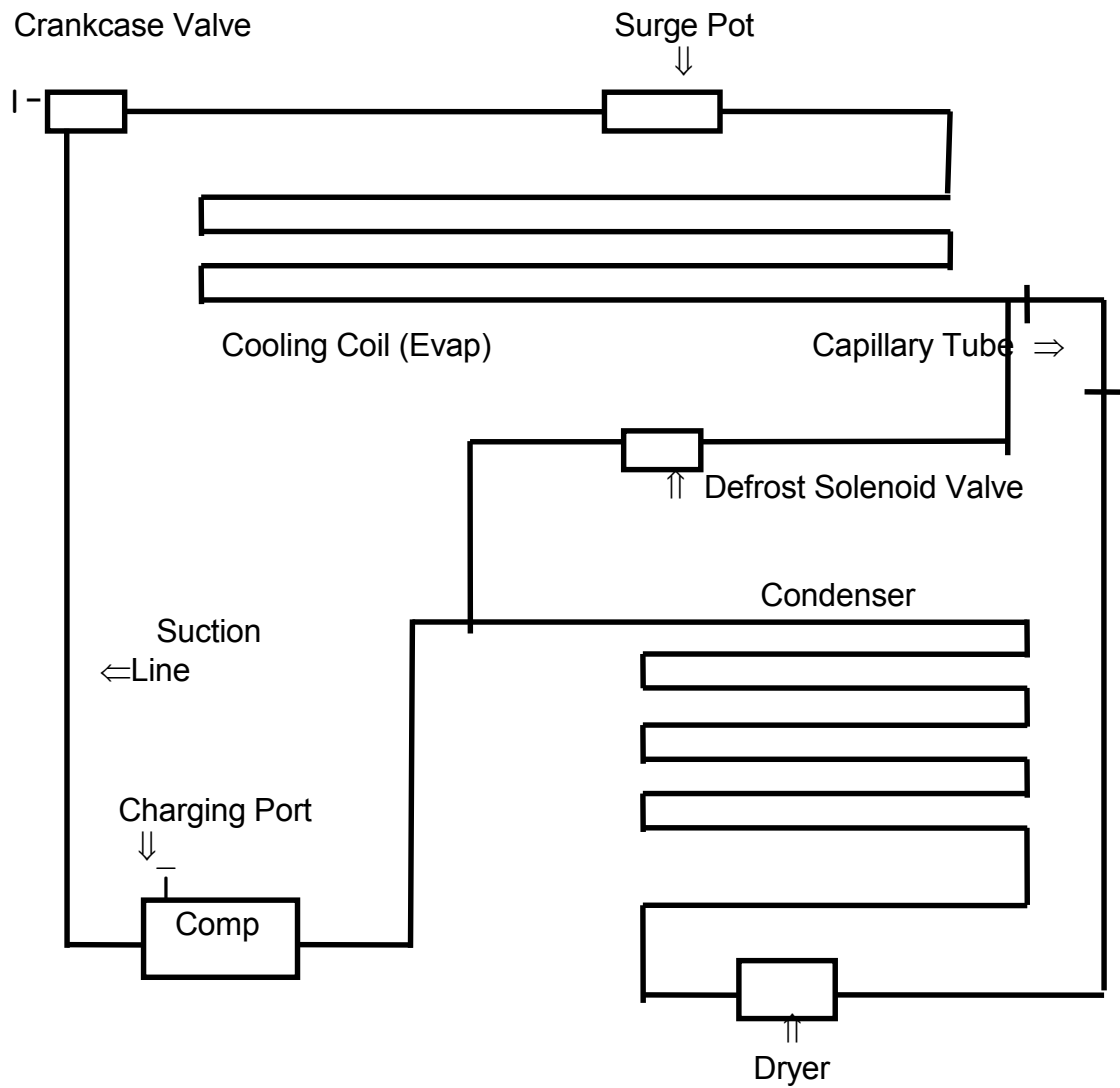 Crankcase Valve
Surge Pot
⇓
Cooling Coil (Evap)
Capillary Tube ⇒
⇑ Defrost Solenoid Valve
Condenser
Suction
⇐Line
Charging Port
⇓
Comp
⇑
Dryer